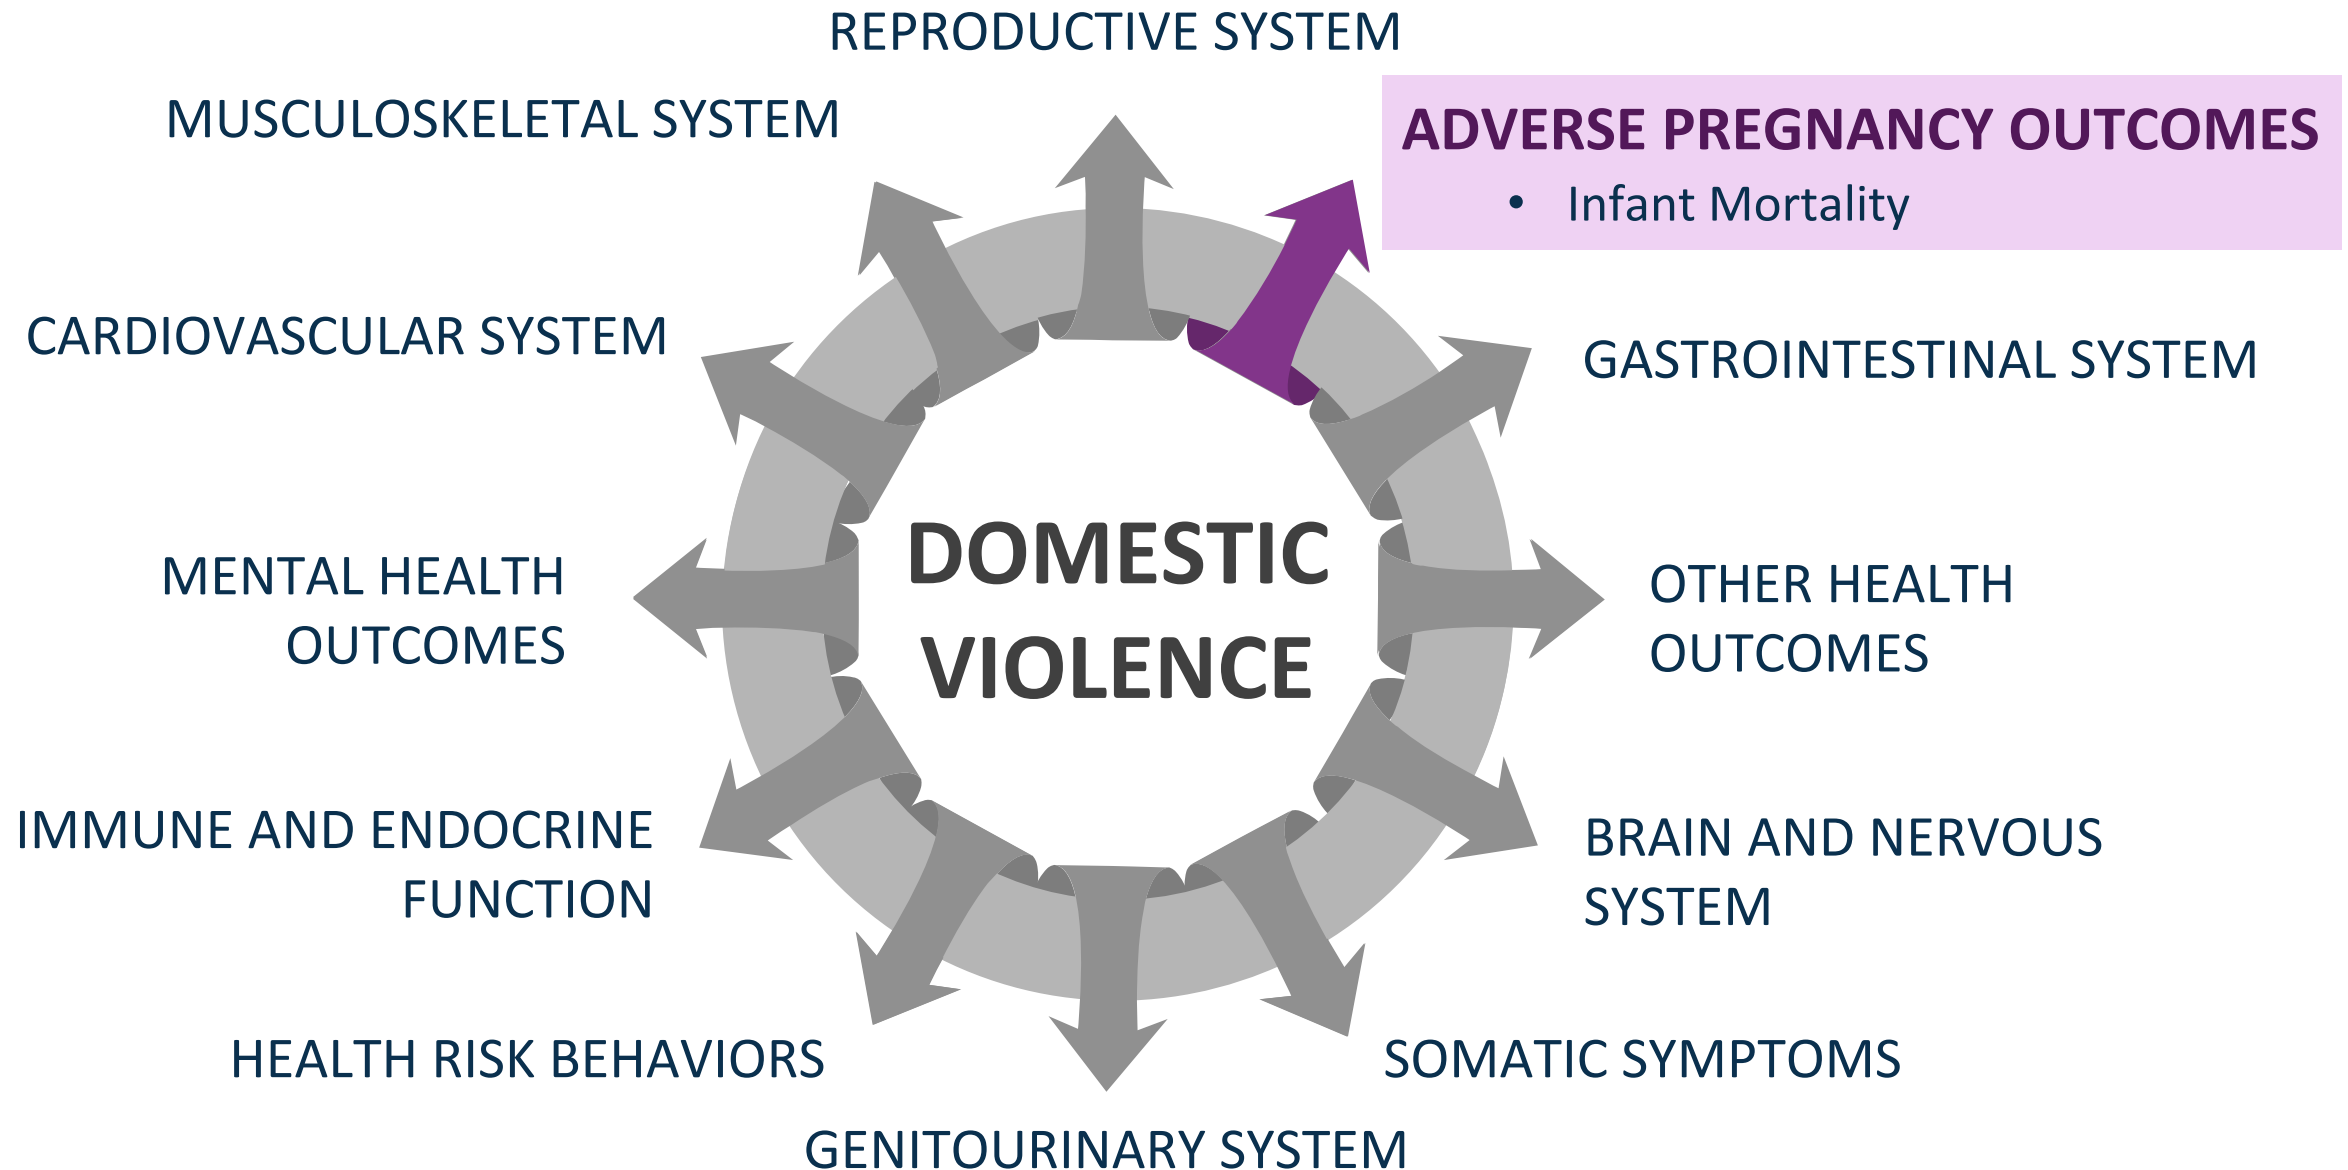 REPRODUCTIVE SYSTEM
MUSCULOSKELETAL SYSTEM
ADVERSE PREGNANCY OUTCOMES
• Infant Mortality
CARDIOVASCULAR SYSTEM
GASTROINTESTINAL SYSTEM
DOMESTIC
VIOLENCE
MENTAL HEALTH
OUTCOMES
OTHER HEALTH
OUTCOMES
IMMUNE AND ENDOCRINE
FUNCTION
BRAIN AND NERVOUS
SYSTEM
HEALTH RISK BEHAVIORS
SOMATIC SYMPTOMS
GENITOURINARY SYSTEM